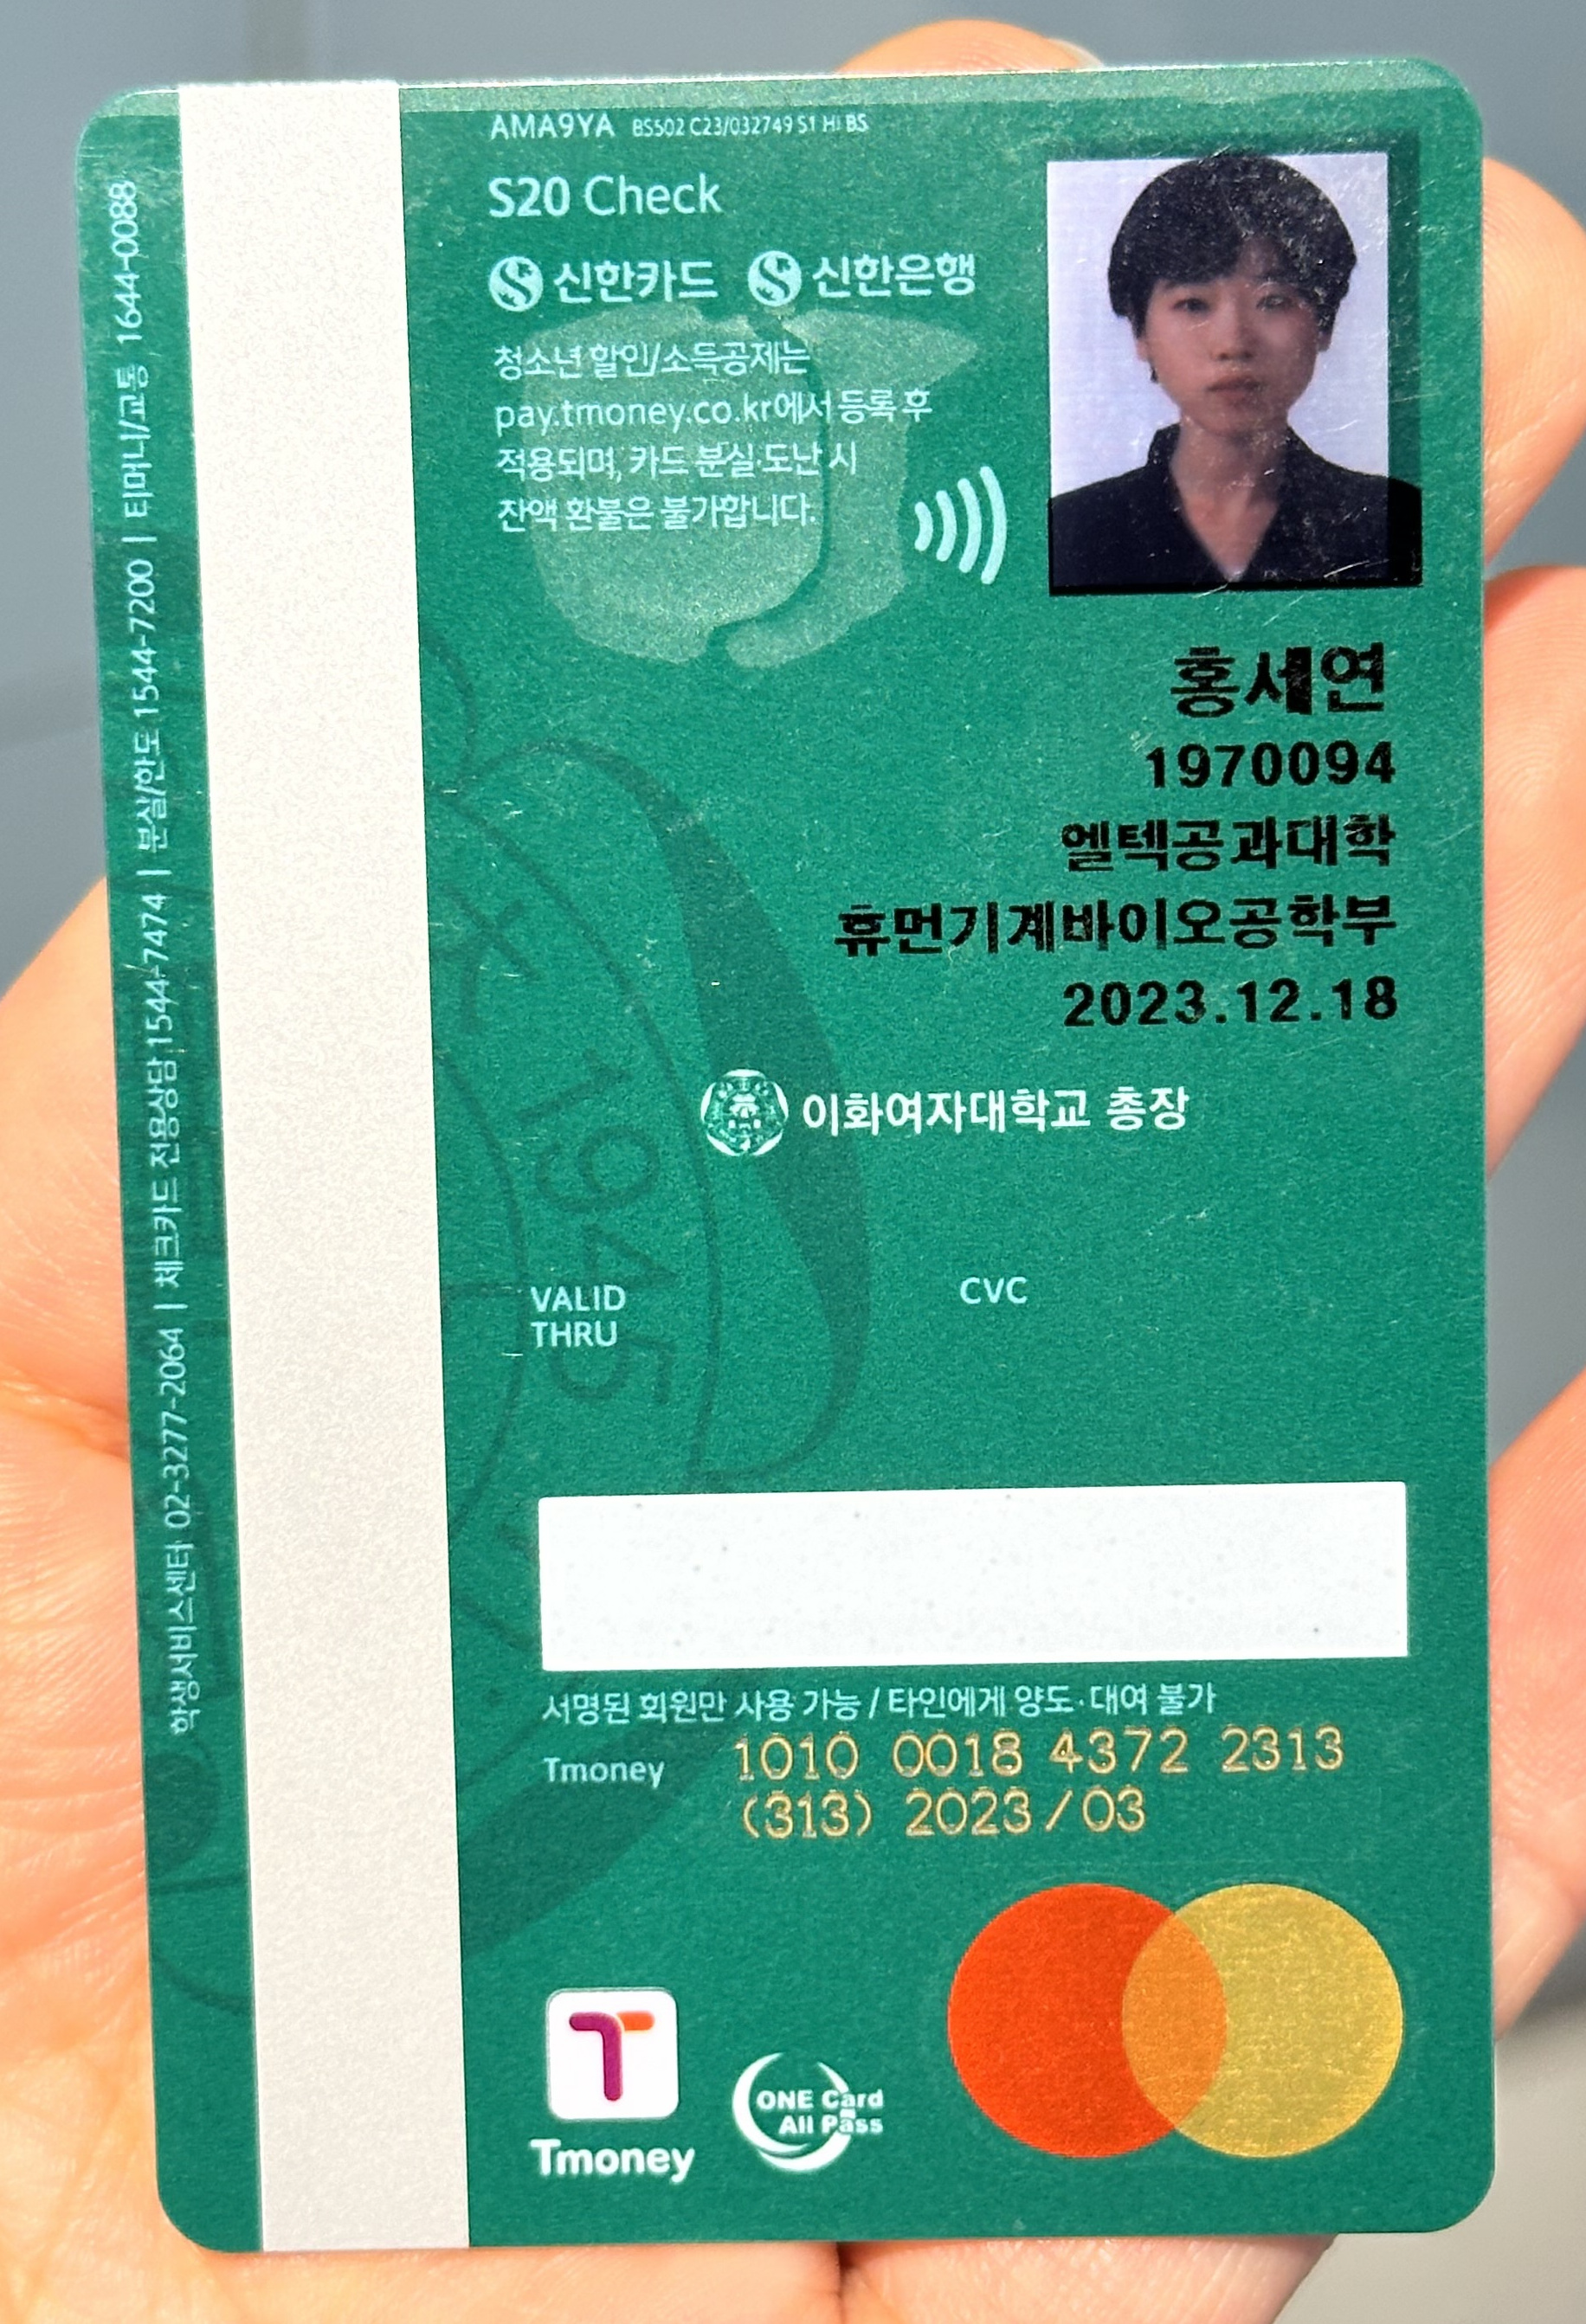 AMA9YA BS502 C23/032749 S1 Hi BS
S20 Check
신한카드 신한은행
청소년 할인/소득공제는
pay.tmoney.co.kr에서 등록 후
적용되며, 카드 분실·도난 시
잔액 환불은 불가합니다.
홍세연
1970094
엘텍공과대학
휴먼기계바이오공학부
2023.12.18
이화여자대학교 총장
1945
VALID
THRU
CVC
서명된 회원만 사용 가능 / 타인에게 양도·대여 불가
Tmoney 1010 0018 4372 2313
(313) 2023/03
Tmoney
ONE Card
All Pass
학생서비스센터 02-3277-2064 | 체크카드 전용상담 1544-7474 | 분실/한도 1544-7200 | 티머니/교통 1644-0088